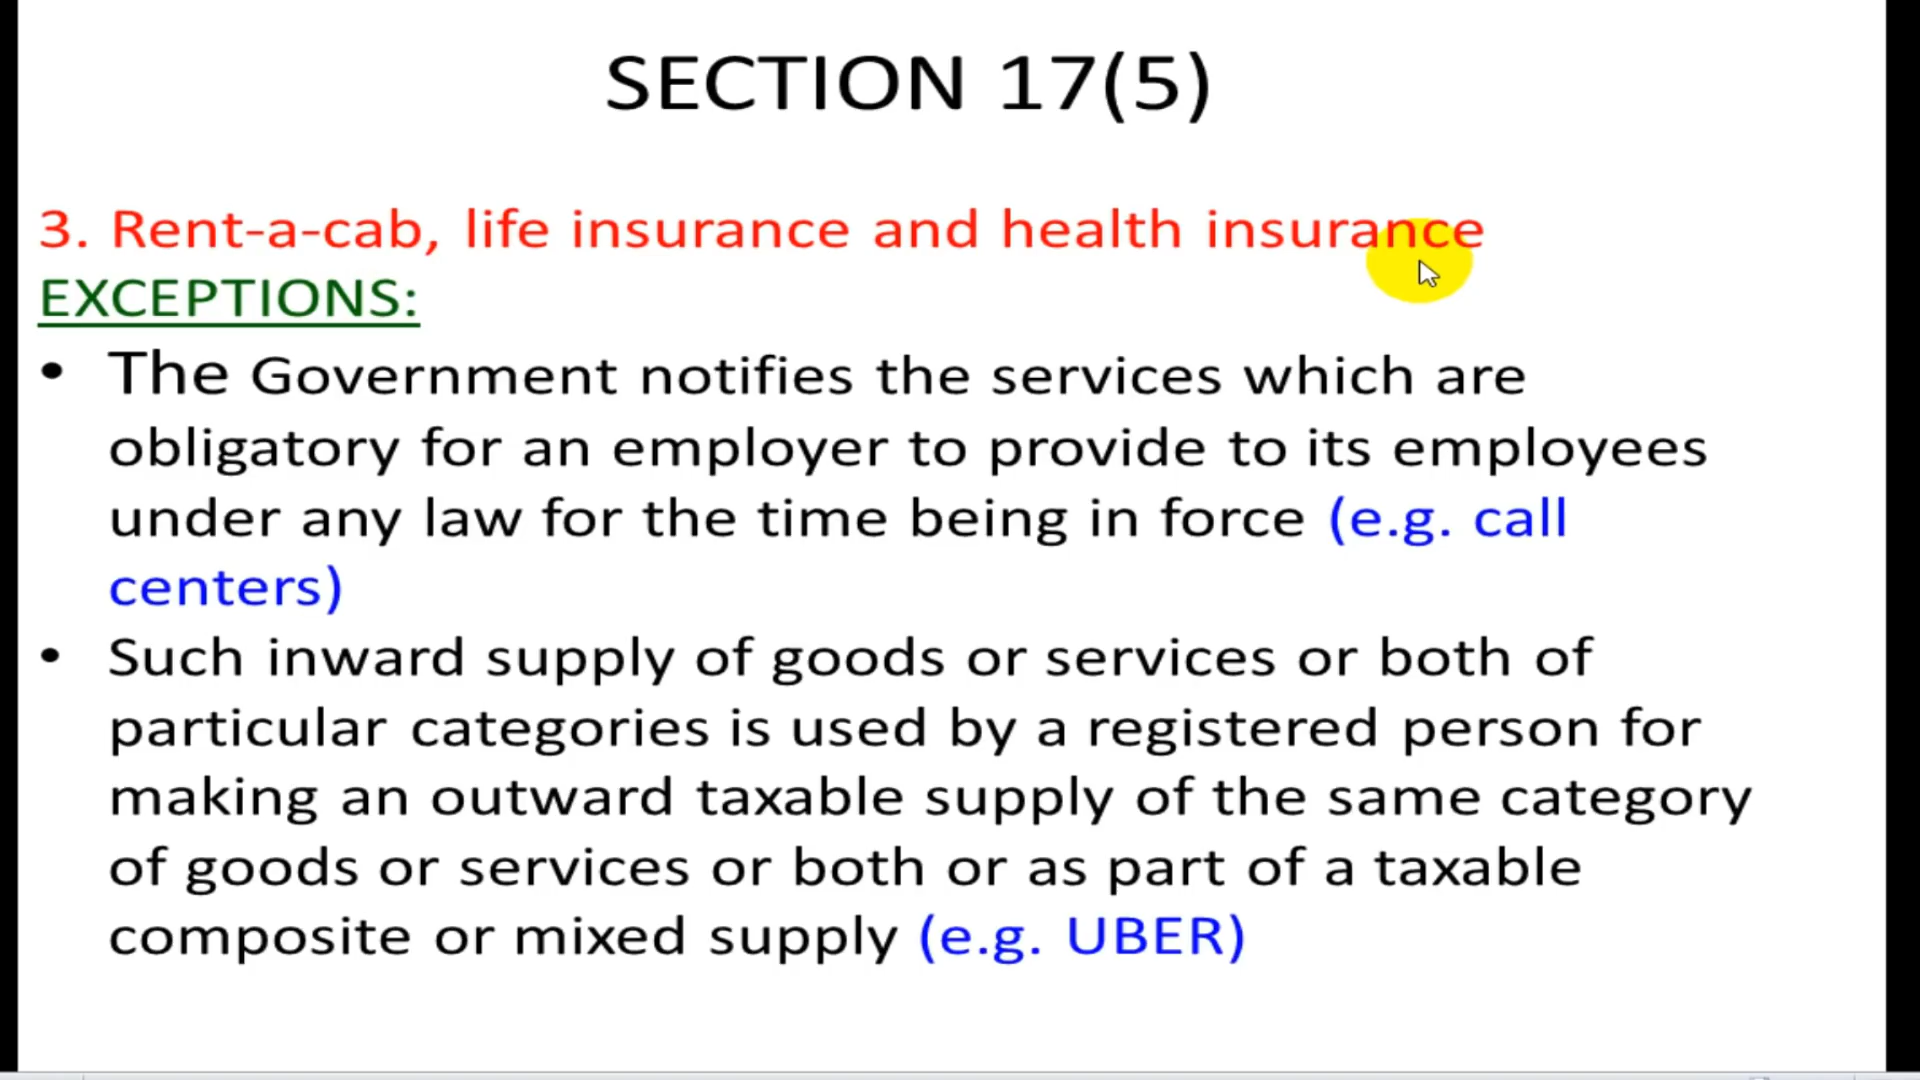 SECTION 17(5)
3. Rent-a-cab, life insurance and health insurance
EXCEPTIONS:
• The Government notifies the services which are
obligatory for an employer to provide to its employees
under any law for the time being in force (e.g. call
centers)
• Such inward supply of goods or services or both of
particular categories is used by a registered person for
making an outward taxable supply of the same category
of goods or services or both or as part of a taxable
composite or mixed supply (e.g. UBER)